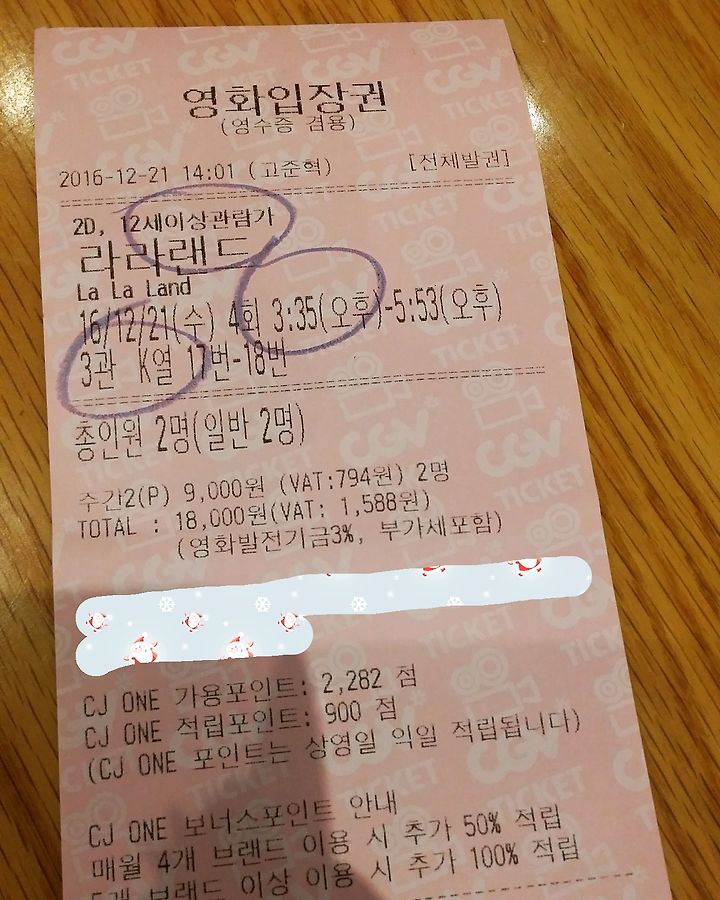 영화입장권
(영수증 겸용)
2016-12-21 14:01 (고준혁) [선제발권]
2D, 12세이상관람가
라라랜드
La La Land
16/12/21(수) 4회 3:35(오후)-5:53(오후)
3관 K열 17번-18번
총인원 2명(일반 2명)
주간2(P) 9,000원 (VAT:794원) 2명
TOTAL : 18,000원(VAT: 1,588원)
(영화발전기금3%, 부가세포함)
CJ ONE 가용포인트: 2,282 점
CJ ONE 적립포인트: 900 점
(CJ ONE 포인트는 상영일 익일 적립됩니다)
CJ ONE 보너스포인트 안내
매월 4개 브랜드 이용 시 추가 50% 적립
5개 브랜드 이상 이용 시 추가 100% 적립